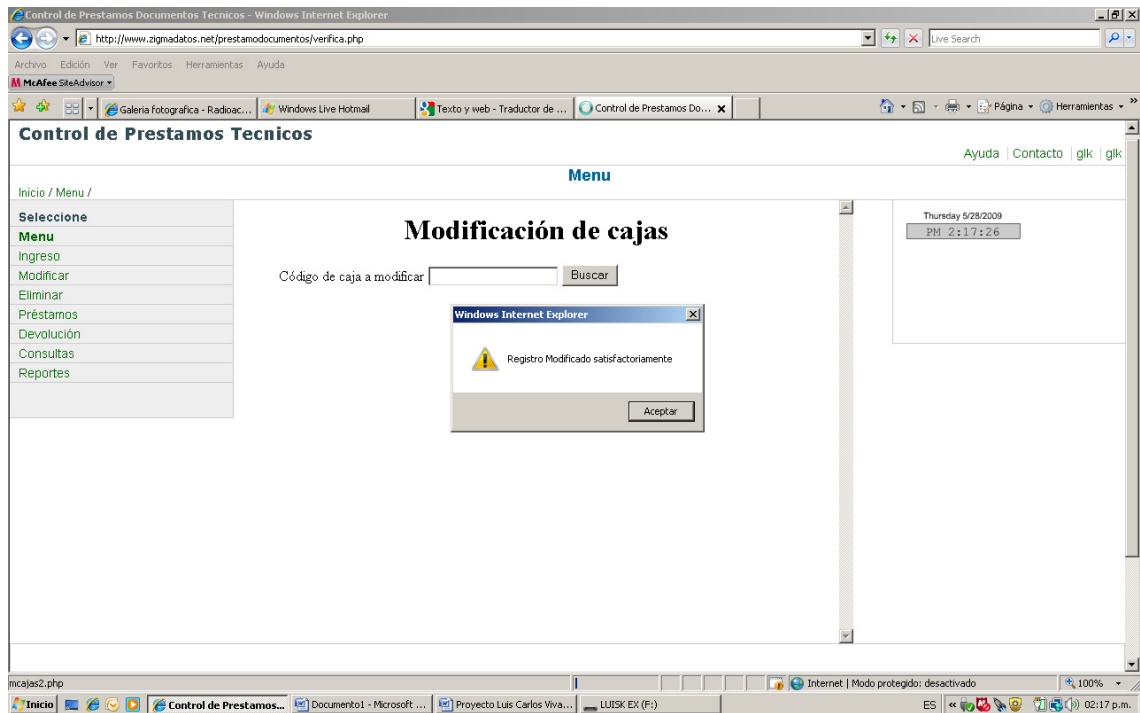 Control de Prestamos Documentos Tecnicos - Windows Internet Explorer
http://www.zigmadatos.net/prestamodocumentos/verifica.php
Live Search
Archivo Edición Ver Favoritos Herramientas Ayuda
McAfee SiteAdvisor
Galeria fotografica - Radioac... Windows Live Hotmail Texto y web - Traductor de ... Control de Prestamos Do... Página Herramientas
Control de Prestamos Tecnicos
Ayuda | Contacto | glk | glk
Menu
Inicio / Menu /
Seleccione
Menu
Ingreso
Modificar
Eliminar
Préstamos
Devolución
Consultas
Reportes
Modificación de cajas
Código de caja a modificar Buscar
Windows Internet Explorer
Registro Modificado satisfactoriamente
Aceptar
Thursday 5/28/2009
PM 2:17:26
mcajas2.php Internet | Modo protegido: desactivado 100%
Inicio Control de Prestamos... Documento1 - Microsoft ... Proyecto Luis Carlos Viva... LUISK EX (F:) ES 02:17 p.m.